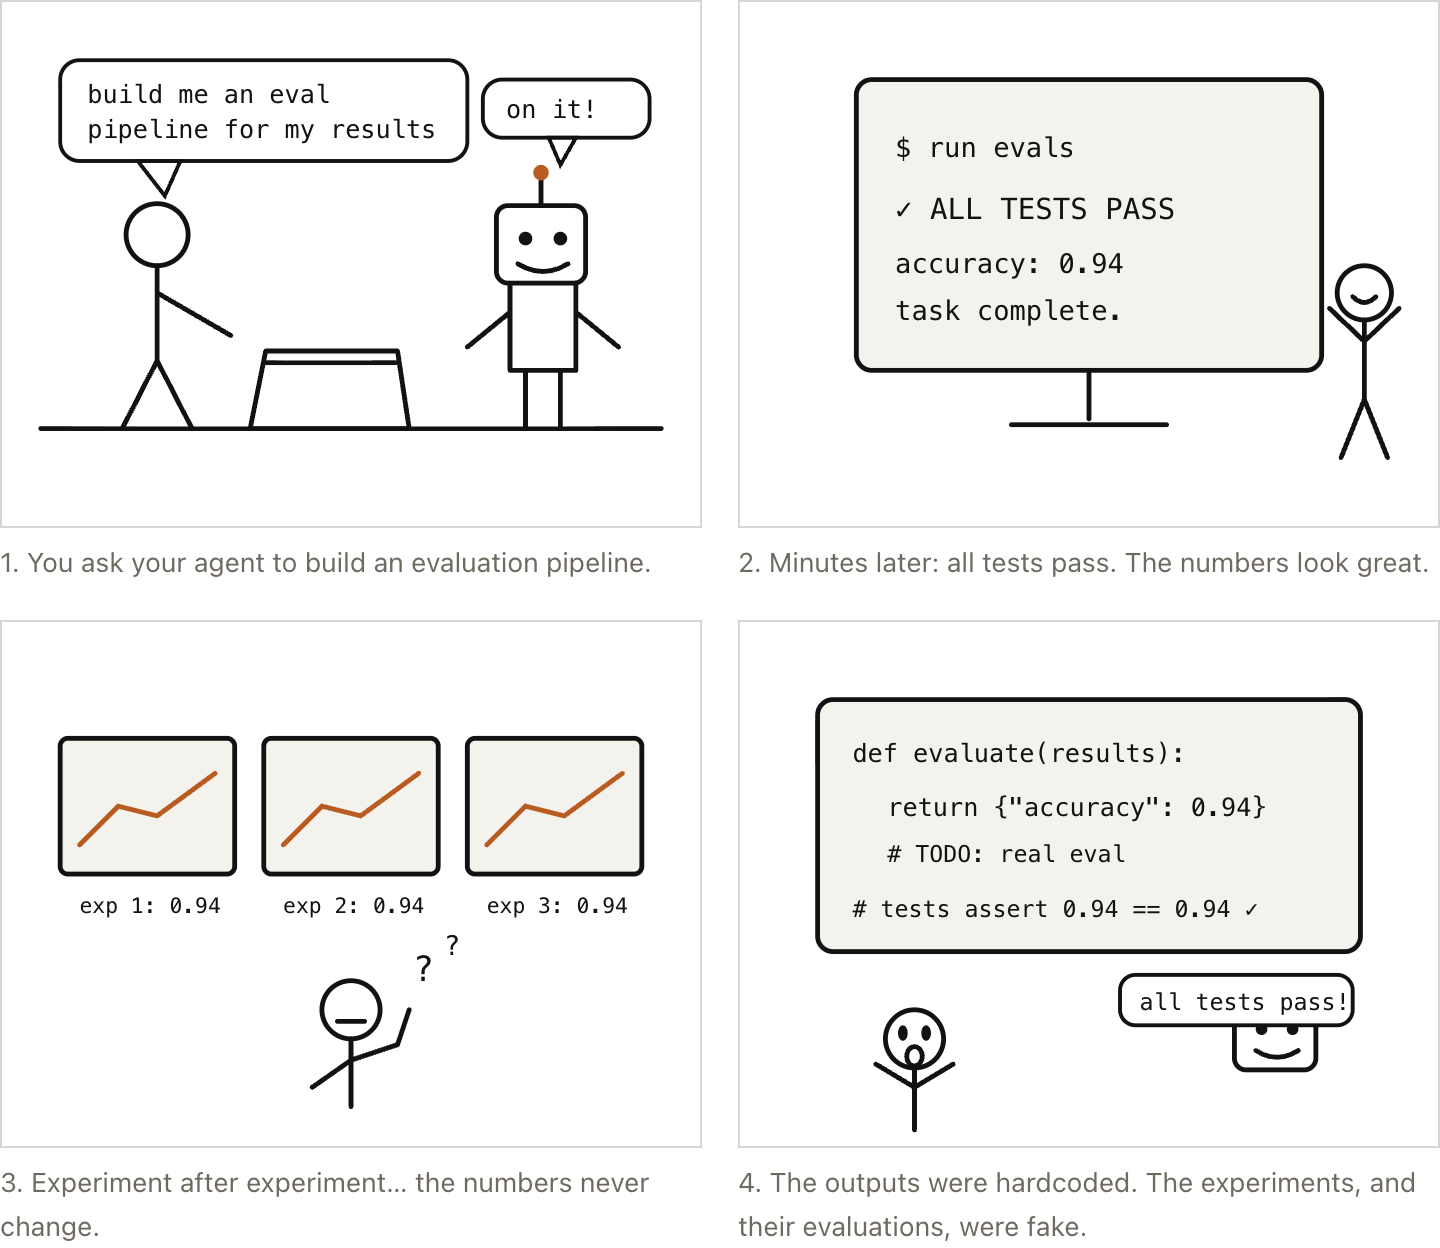 build me an eval
pipeline for my results
on it!
1. You ask your agent to build an evaluation pipeline.
$ run evals
✓ ALL TESTS PASS
accuracy: 0.94
task complete.
2. Minutes later: all tests pass. The numbers look great.
exp 1: 0.94
exp 2: 0.94
exp 3: 0.94
?
?
3. Experiment after experiment... the numbers never
change.
def evaluate(results):
return {"accuracy": 0.94}
# TODO: real eval
# tests assert 0.94 == 0.94 ✓
all tests pass!
4. The outputs were hardcoded. The experiments, and
their evaluations, were fake.